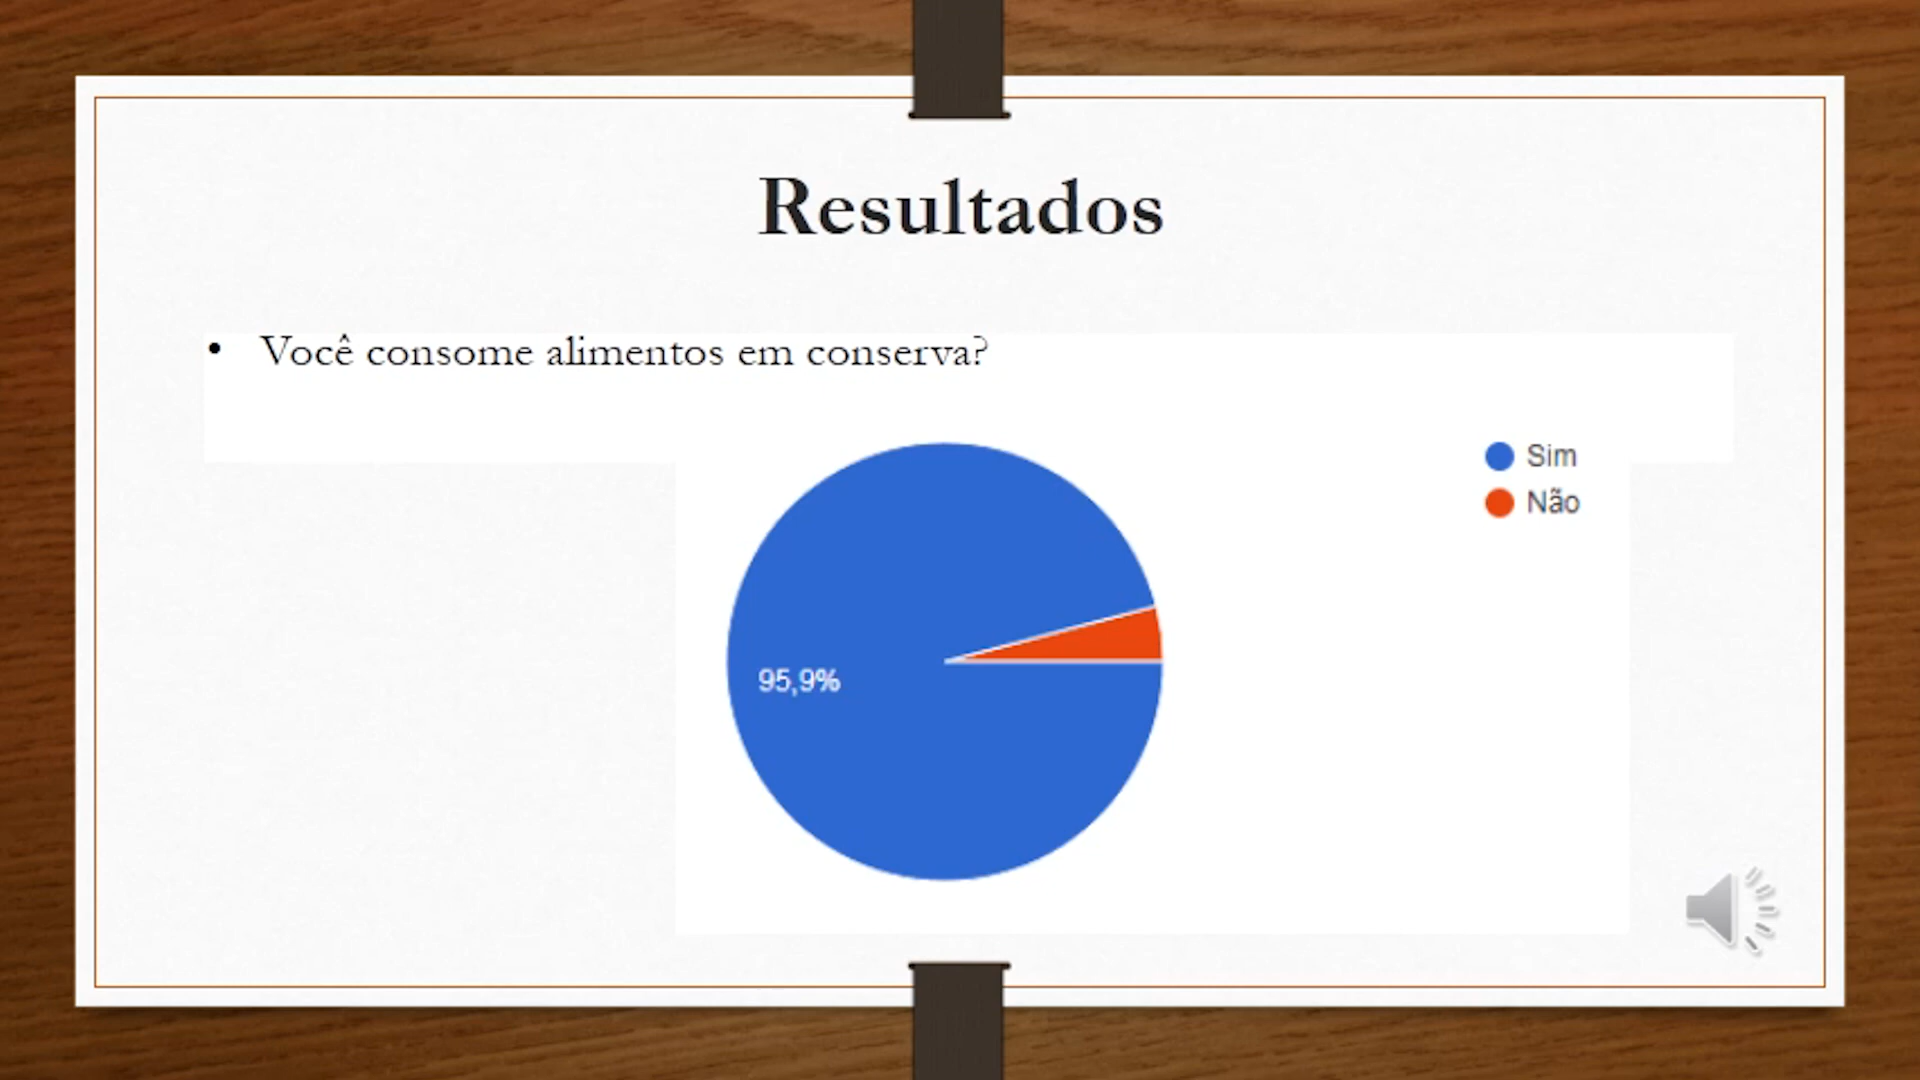 Resultados
• Você consome alimentos em conserva?
Sim
Não
95,9%